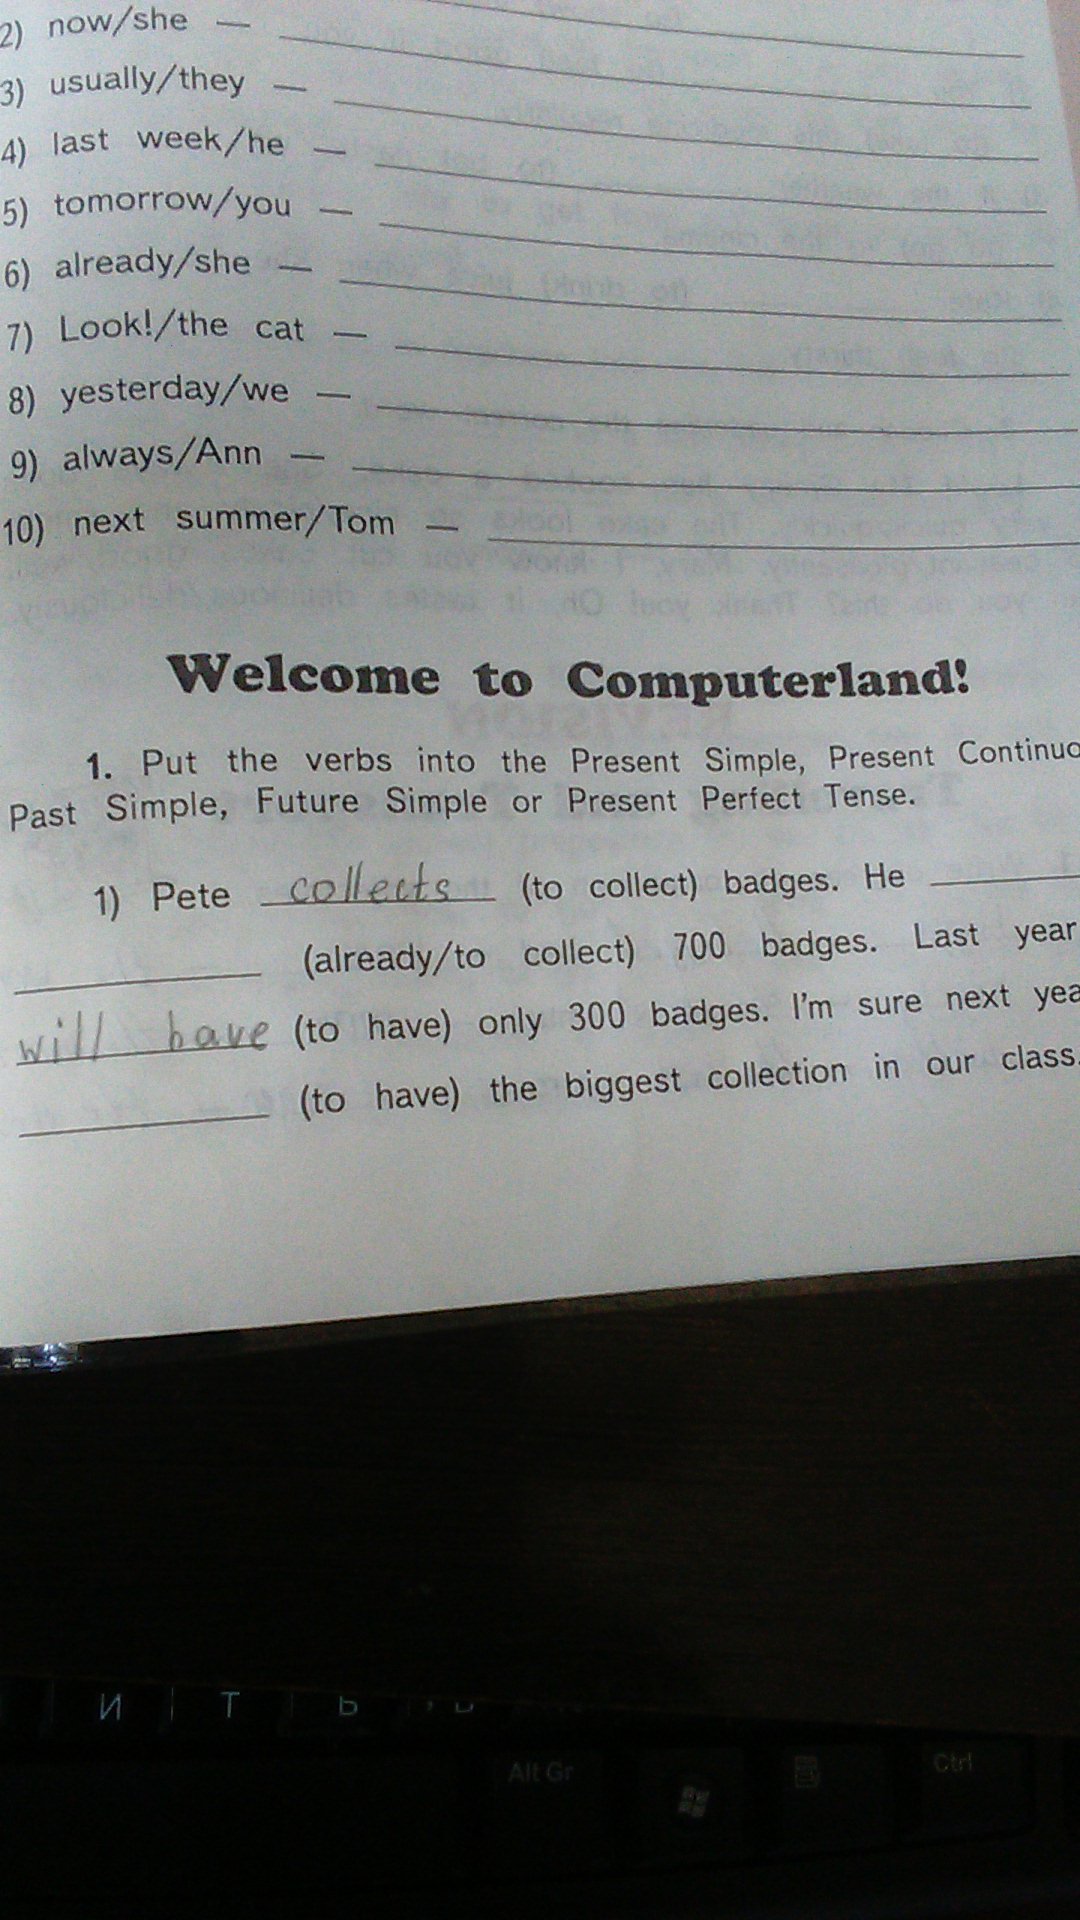 2) now/she —
3) usually/they —
4) last week/he —
5) tomorrow/you —
6) already/she —
7) Look!/the cat —
8) yesterday/we —
9) always/Ann —
10) next summer/Tom —
Welcome to Computerland!
1. Put the verbs into the Present Simple, Present Continuo
Past Simple, Future Simple or Present Perfect Tense.
1) Pete collects (to collect) badges. He
(already/to collect) 700 badges. Last year
will have (to have) only 300 badges. I'm sure next yea
(to have) the biggest collection in our class.
И Т Ь
Alt Gr Ctrl